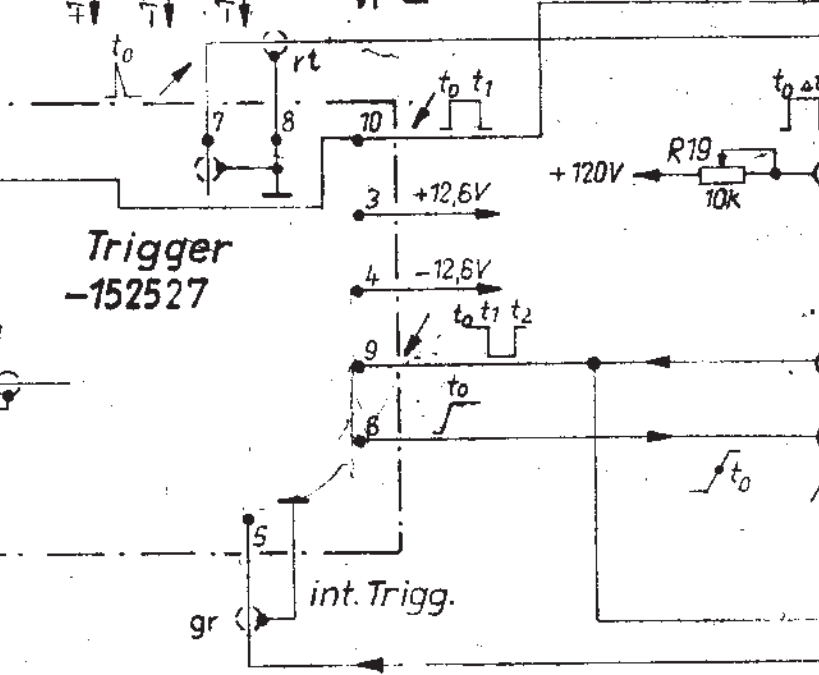 t₀
rt
7
8
10
t₀ t₁
t₀
R19
+120V
10k
3
+12,6V
Trigger
-152527
4
-12,6V
t₀ t₁ t₂
9
t₀
t₀
5
int. Trigg.
gr